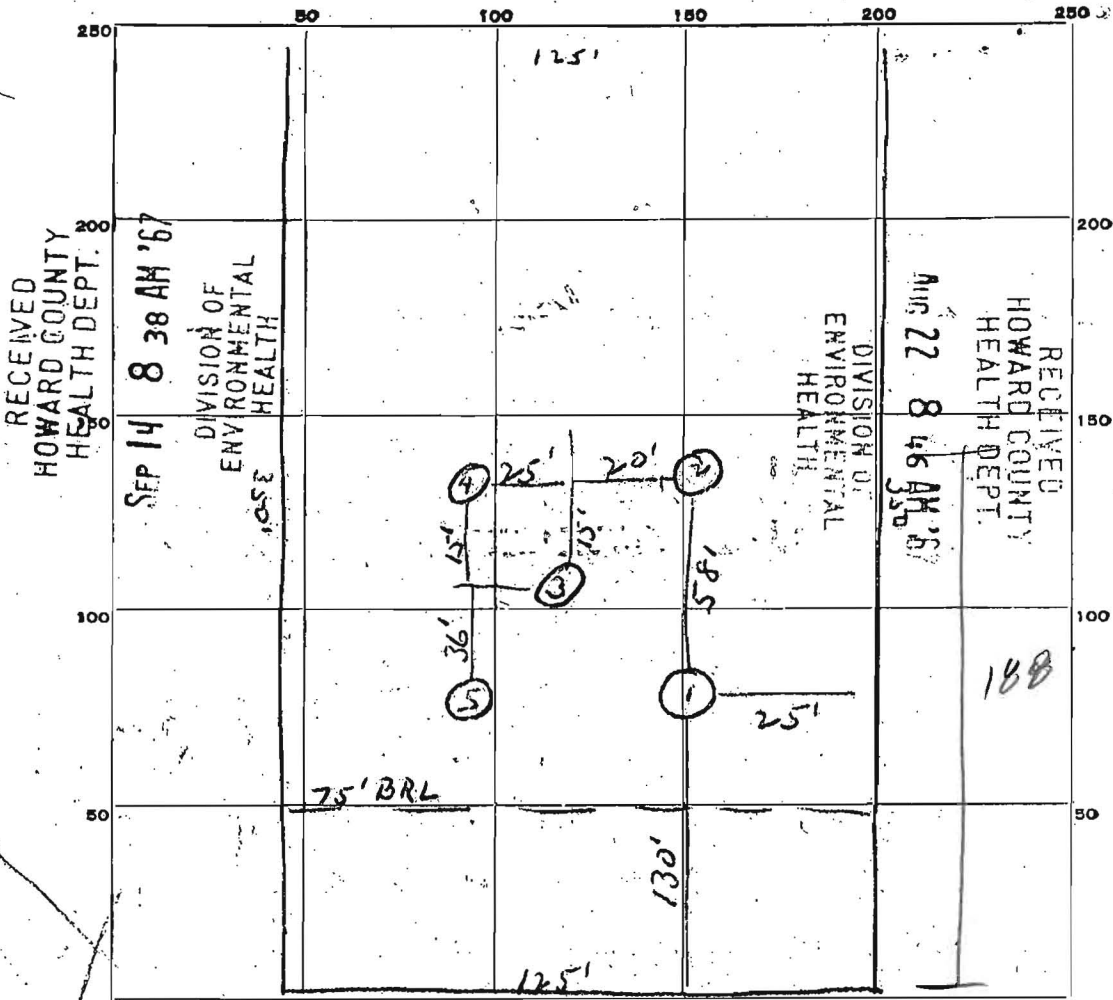 50 100 150 200 250
250
125'
200 200
RECEIVED
HOWARD COUNTY
HEALTH DEPT.
SEP 14 8 38 AM '67
DIVISION OF
ENVIRONMENTAL
HEALTH
350'
RECEIVED
HOWARD COUNTY
HEALTH DEPT.
AUG 22 8 46 AM '67
350
DIVISION OF
ENVIRONMENTAL
HEALTH
150 150
4 25' 20' 2
15' 15'
3
58'
100 100
36'
188
5 1 25'
75' BRL
50 50
130'
125'